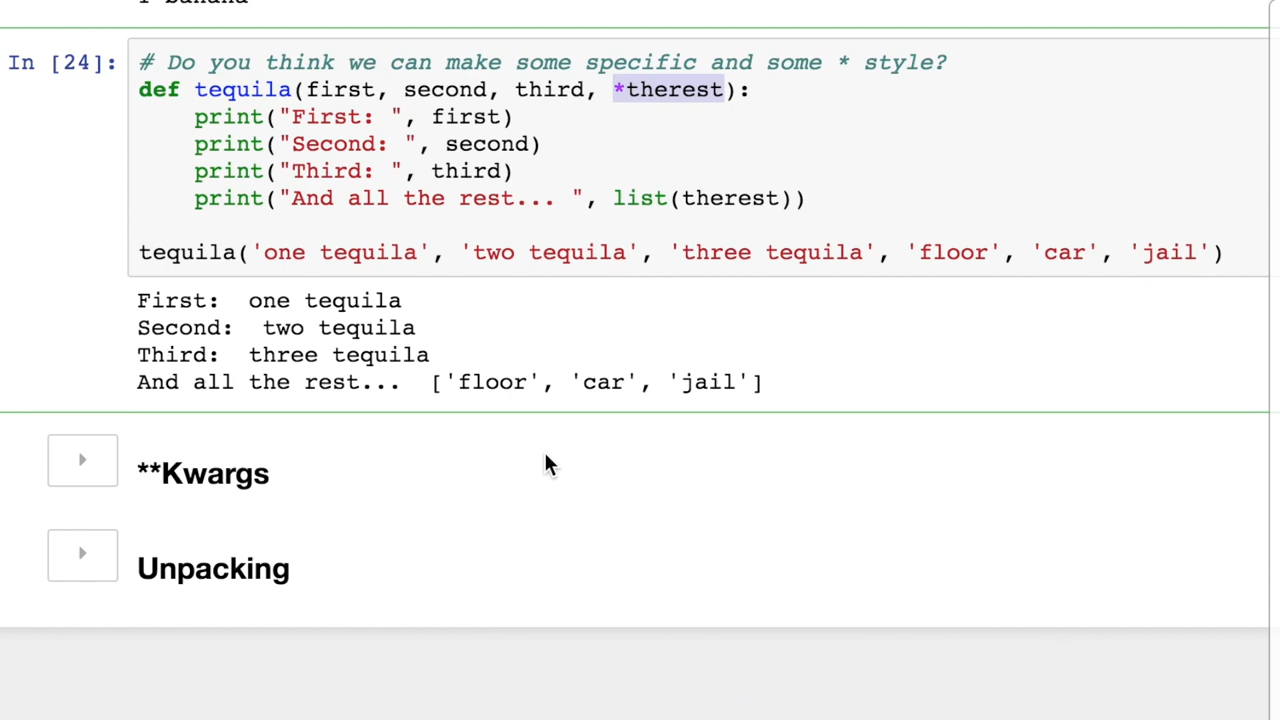 1 banana
In [24]: # Do you think we can make some specific and some * style?
def tequila(first, second, third, *therest):
print("First: ", first)
print("Second: ", second)
print("Third: ", third)
print("And all the rest... ", list(therest))
tequila('one tequila', 'two tequila', 'three tequila', 'floor', 'car', 'jail')
First:  one tequila
Second:  two tequila
Third:  three tequila
And all the rest...  ['floor', 'car', 'jail']
**Kwargs
Unpacking